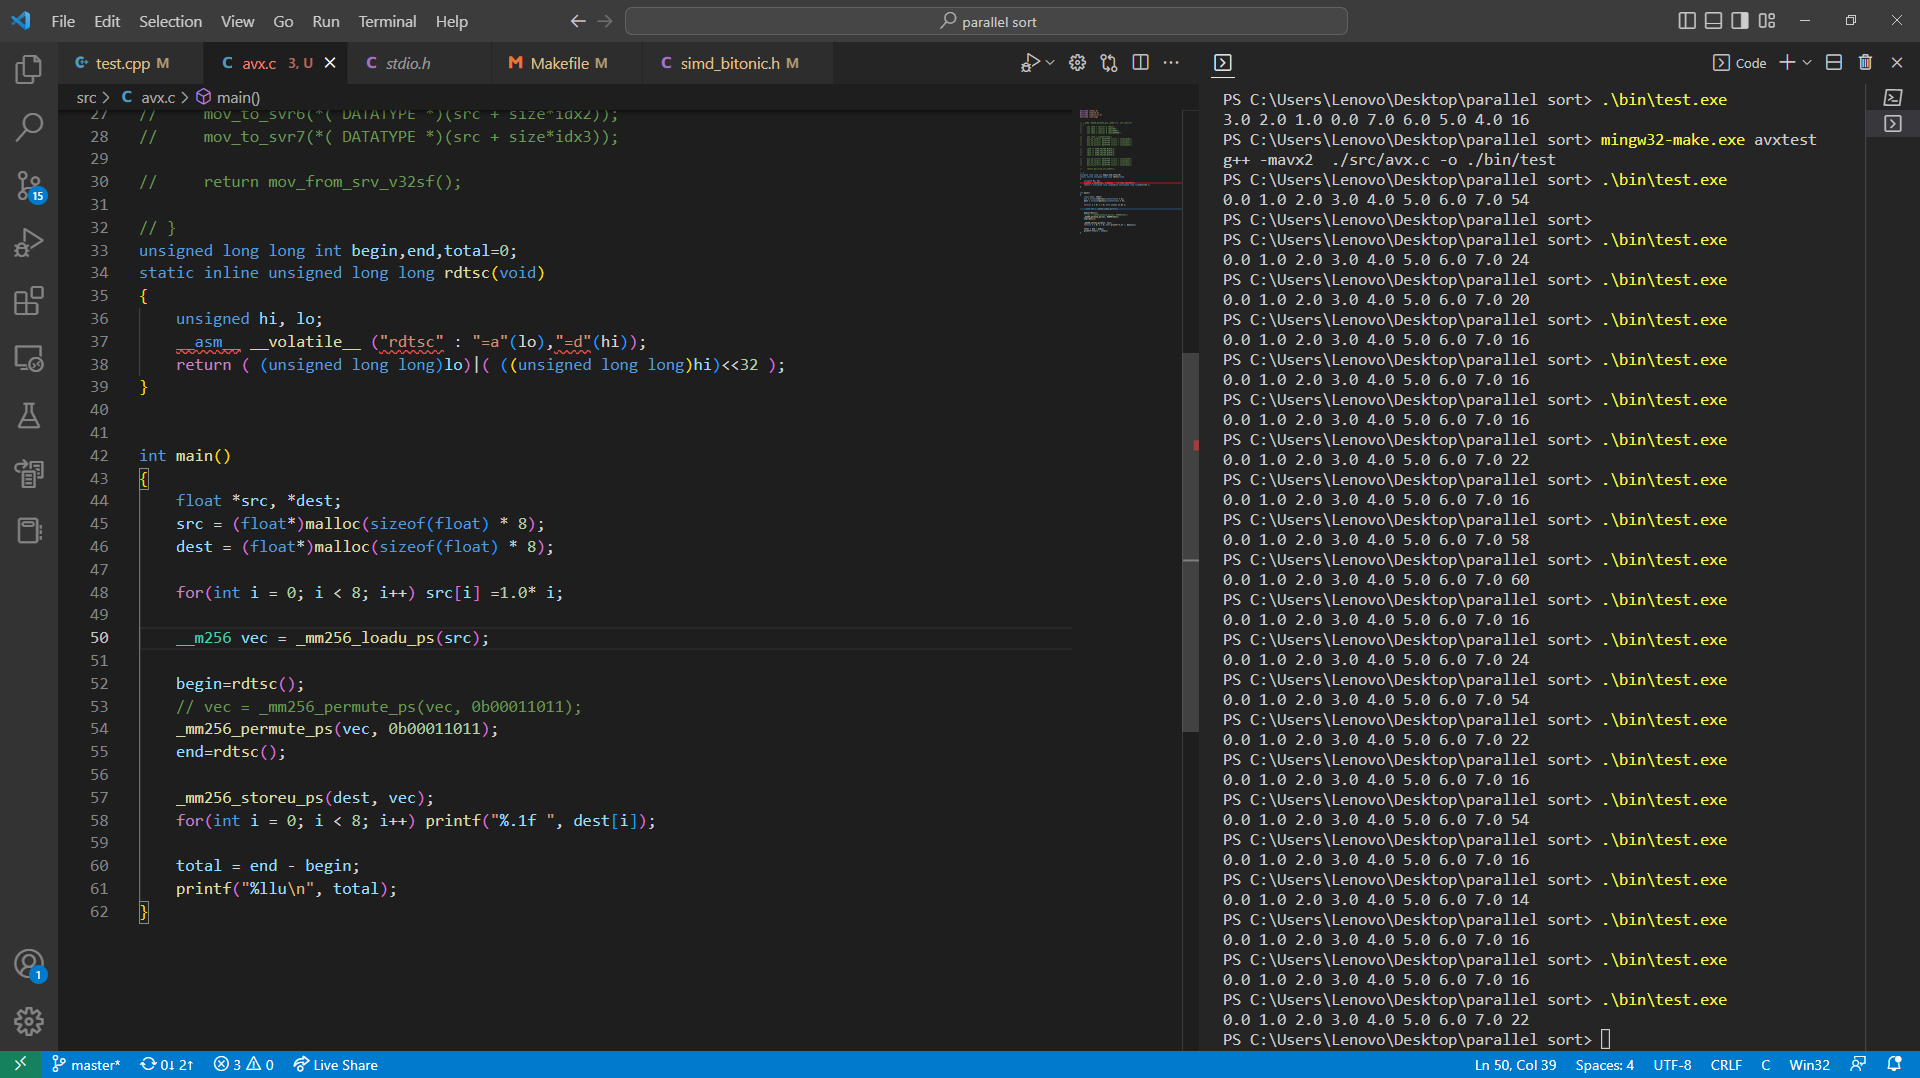 File Edit Selection View Go Run Terminal Help
parallel sort
test.cpp M
C avx.c 3, U
C stdio.h
M Makefile M
C simd_bitonic.h M
Code
src > C avx.c > main()
27 // mov_to_svr6(*( DATATYPE *)(src + size*idx2));
28 // mov_to_svr7(*( DATATYPE *)(src + size*idx3));
29
30 // return mov_from_srv_v32sf();
31
32 // }
33 unsigned long long int begin,end,total=0;
34 static inline unsigned long long rdtsc(void)
35 {
36 unsigned hi, lo;
37 __asm__ __volatile__ ("rdtsc" : "=a"(lo),"=d"(hi));
38 return ( (unsigned long long)lo)|( ((unsigned long long)hi)<<32 );
39 }
40
41
42 int main()
43 {
44 float *src, *dest;
45 src = (float*)malloc(sizeof(float) * 8);
46 dest = (float*)malloc(sizeof(float) * 8);
47
48 for(int i = 0; i < 8; i++) src[i] =1.0* i;
49
50 __m256 vec = _mm256_loadu_ps(src);
51
52 begin=rdtsc();
53 // vec = _mm256_permute_ps(vec, 0b00011011);
54 _mm256_permute_ps(vec, 0b00011011);
55 end=rdtsc();
56
57 _mm256_storeu_ps(dest, vec);
58 for(int i = 0; i < 8; i++) printf("%.1f ", dest[i]);
59
60 total = end - begin;
61 printf("%llu\n", total);
62 }
PS C:\Users\Lenovo\Desktop\parallel sort> .\bin\test.exe
3.0 2.0 1.0 0.0 7.0 6.0 5.0 4.0 16
PS C:\Users\Lenovo\Desktop\parallel sort> mingw32-make.exe avxtest
g++ -mavx2  ./src/avx.c -o ./bin/test
PS C:\Users\Lenovo\Desktop\parallel sort> .\bin\test.exe
0.0 1.0 2.0 3.0 4.0 5.0 6.0 7.0 54
PS C:\Users\Lenovo\Desktop\parallel sort>
PS C:\Users\Lenovo\Desktop\parallel sort> .\bin\test.exe
0.0 1.0 2.0 3.0 4.0 5.0 6.0 7.0 24
PS C:\Users\Lenovo\Desktop\parallel sort> .\bin\test.exe
0.0 1.0 2.0 3.0 4.0 5.0 6.0 7.0 20
PS C:\Users\Lenovo\Desktop\parallel sort> .\bin\test.exe
0.0 1.0 2.0 3.0 4.0 5.0 6.0 7.0 16
PS C:\Users\Lenovo\Desktop\parallel sort> .\bin\test.exe
0.0 1.0 2.0 3.0 4.0 5.0 6.0 7.0 16
PS C:\Users\Lenovo\Desktop\parallel sort> .\bin\test.exe
0.0 1.0 2.0 3.0 4.0 5.0 6.0 7.0 16
PS C:\Users\Lenovo\Desktop\parallel sort> .\bin\test.exe
0.0 1.0 2.0 3.0 4.0 5.0 6.0 7.0 22
PS C:\Users\Lenovo\Desktop\parallel sort> .\bin\test.exe
0.0 1.0 2.0 3.0 4.0 5.0 6.0 7.0 16
PS C:\Users\Lenovo\Desktop\parallel sort> .\bin\test.exe
0.0 1.0 2.0 3.0 4.0 5.0 6.0 7.0 58
PS C:\Users\Lenovo\Desktop\parallel sort> .\bin\test.exe
0.0 1.0 2.0 3.0 4.0 5.0 6.0 7.0 60
PS C:\Users\Lenovo\Desktop\parallel sort> .\bin\test.exe
0.0 1.0 2.0 3.0 4.0 5.0 6.0 7.0 16
PS C:\Users\Lenovo\Desktop\parallel sort> .\bin\test.exe
0.0 1.0 2.0 3.0 4.0 5.0 6.0 7.0 24
PS C:\Users\Lenovo\Desktop\parallel sort> .\bin\test.exe
0.0 1.0 2.0 3.0 4.0 5.0 6.0 7.0 54
PS C:\Users\Lenovo\Desktop\parallel sort> .\bin\test.exe
0.0 1.0 2.0 3.0 4.0 5.0 6.0 7.0 22
PS C:\Users\Lenovo\Desktop\parallel sort> .\bin\test.exe
0.0 1.0 2.0 3.0 4.0 5.0 6.0 7.0 16
PS C:\Users\Lenovo\Desktop\parallel sort> .\bin\test.exe
0.0 1.0 2.0 3.0 4.0 5.0 6.0 7.0 54
PS C:\Users\Lenovo\Desktop\parallel sort> .\bin\test.exe
0.0 1.0 2.0 3.0 4.0 5.0 6.0 7.0 16
PS C:\Users\Lenovo\Desktop\parallel sort> .\bin\test.exe
0.0 1.0 2.0 3.0 4.0 5.0 6.0 7.0 14
PS C:\Users\Lenovo\Desktop\parallel sort> .\bin\test.exe
0.0 1.0 2.0 3.0 4.0 5.0 6.0 7.0 16
PS C:\Users\Lenovo\Desktop\parallel sort> .\bin\test.exe
0.0 1.0 2.0 3.0 4.0 5.0 6.0 7.0 16
PS C:\Users\Lenovo\Desktop\parallel sort> .\bin\test.exe
0.0 1.0 2.0 3.0 4.0 5.0 6.0 7.0 22
PS C:\Users\Lenovo\Desktop\parallel sort>
15
1
master* 0↓ 2↑ 3 0 Live Share
Ln 50, Col 39 Spaces: 4 UTF-8 CRLF C Win32